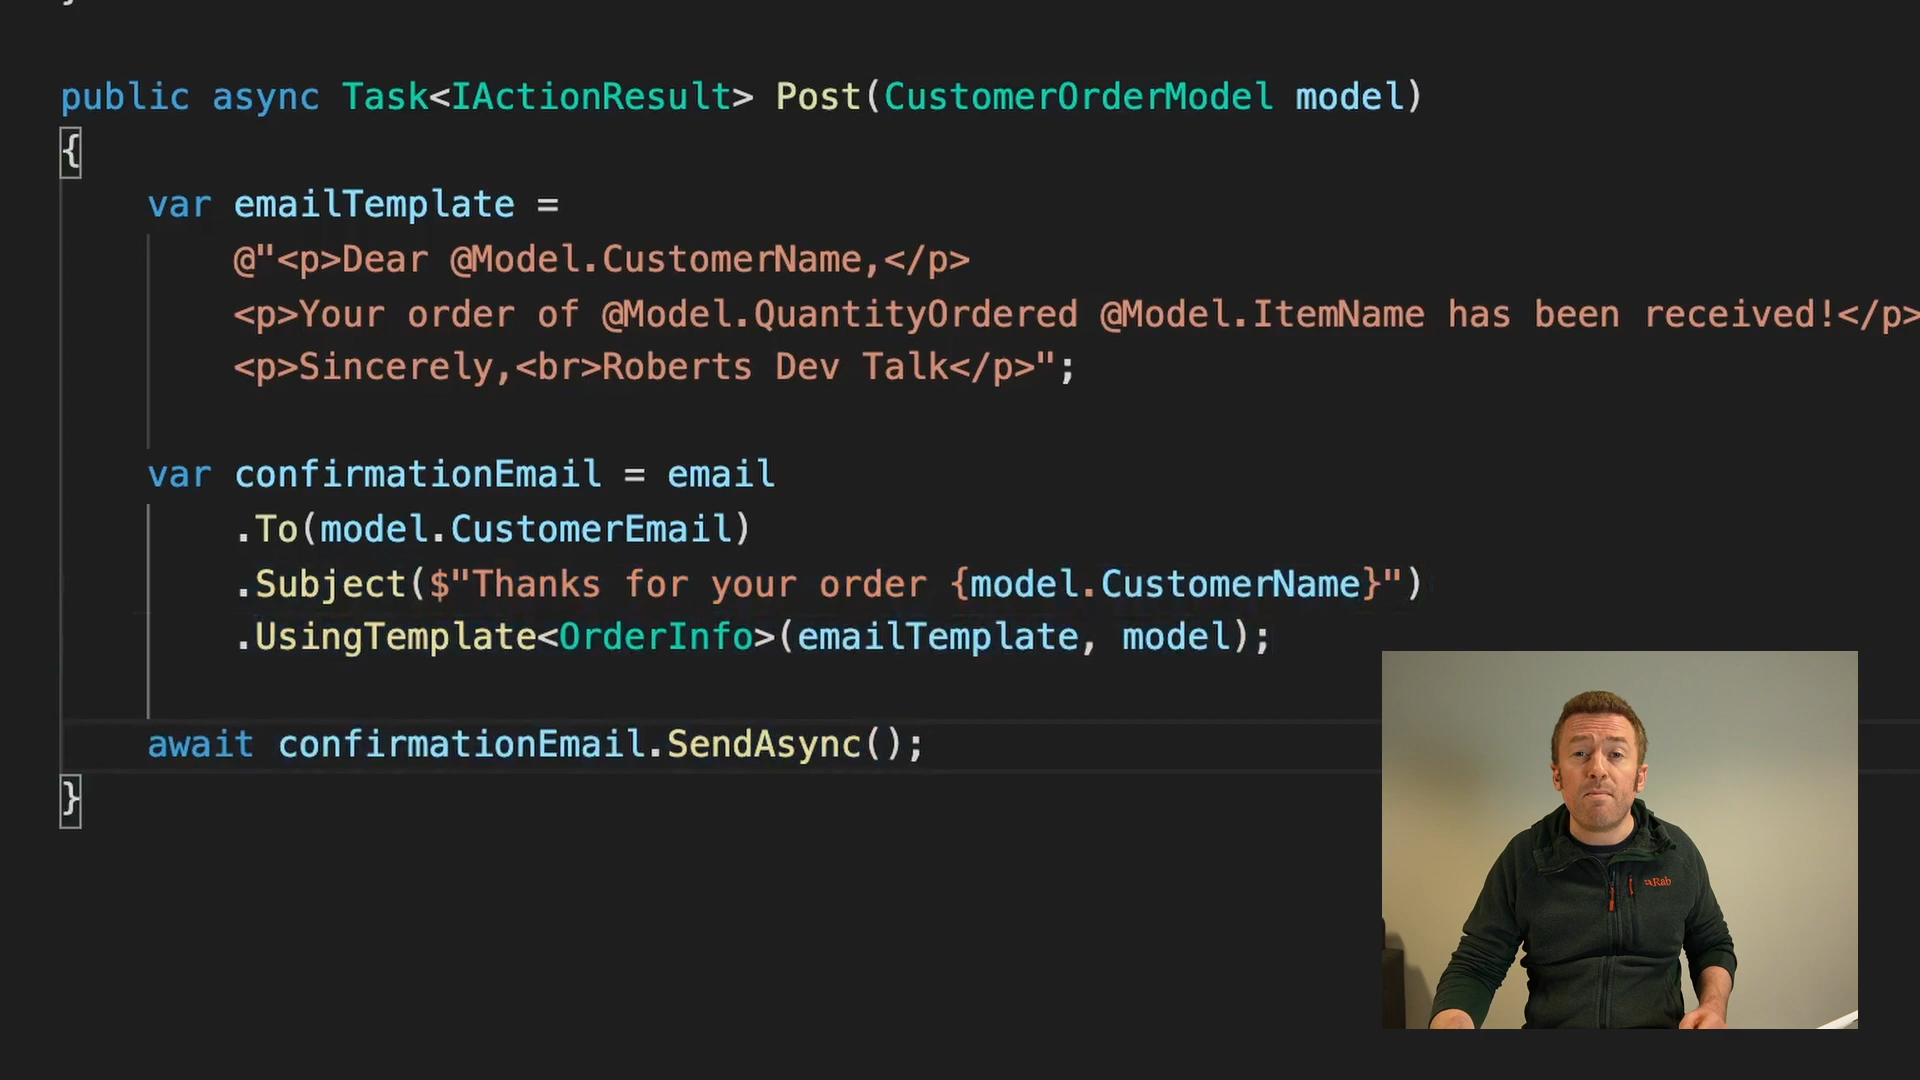 public async Task<IActionResult> Post(CustomerOrderModel model)
{
var emailTemplate =
@"<p>Dear @Model.CustomerName,</p>
<p>Your order of @Model.QuantityOrdered @Model.ItemName has been received!</p>
<p>Sincerely,<br>Roberts Dev Talk</p>";
var confirmationEmail = email
.To(model.CustomerEmail)
.Subject($"Thanks for your order {model.CustomerName}")
.UsingTemplate<OrderInfo>(emailTemplate, model);
await confirmationEmail.SendAsync();
}
Rab